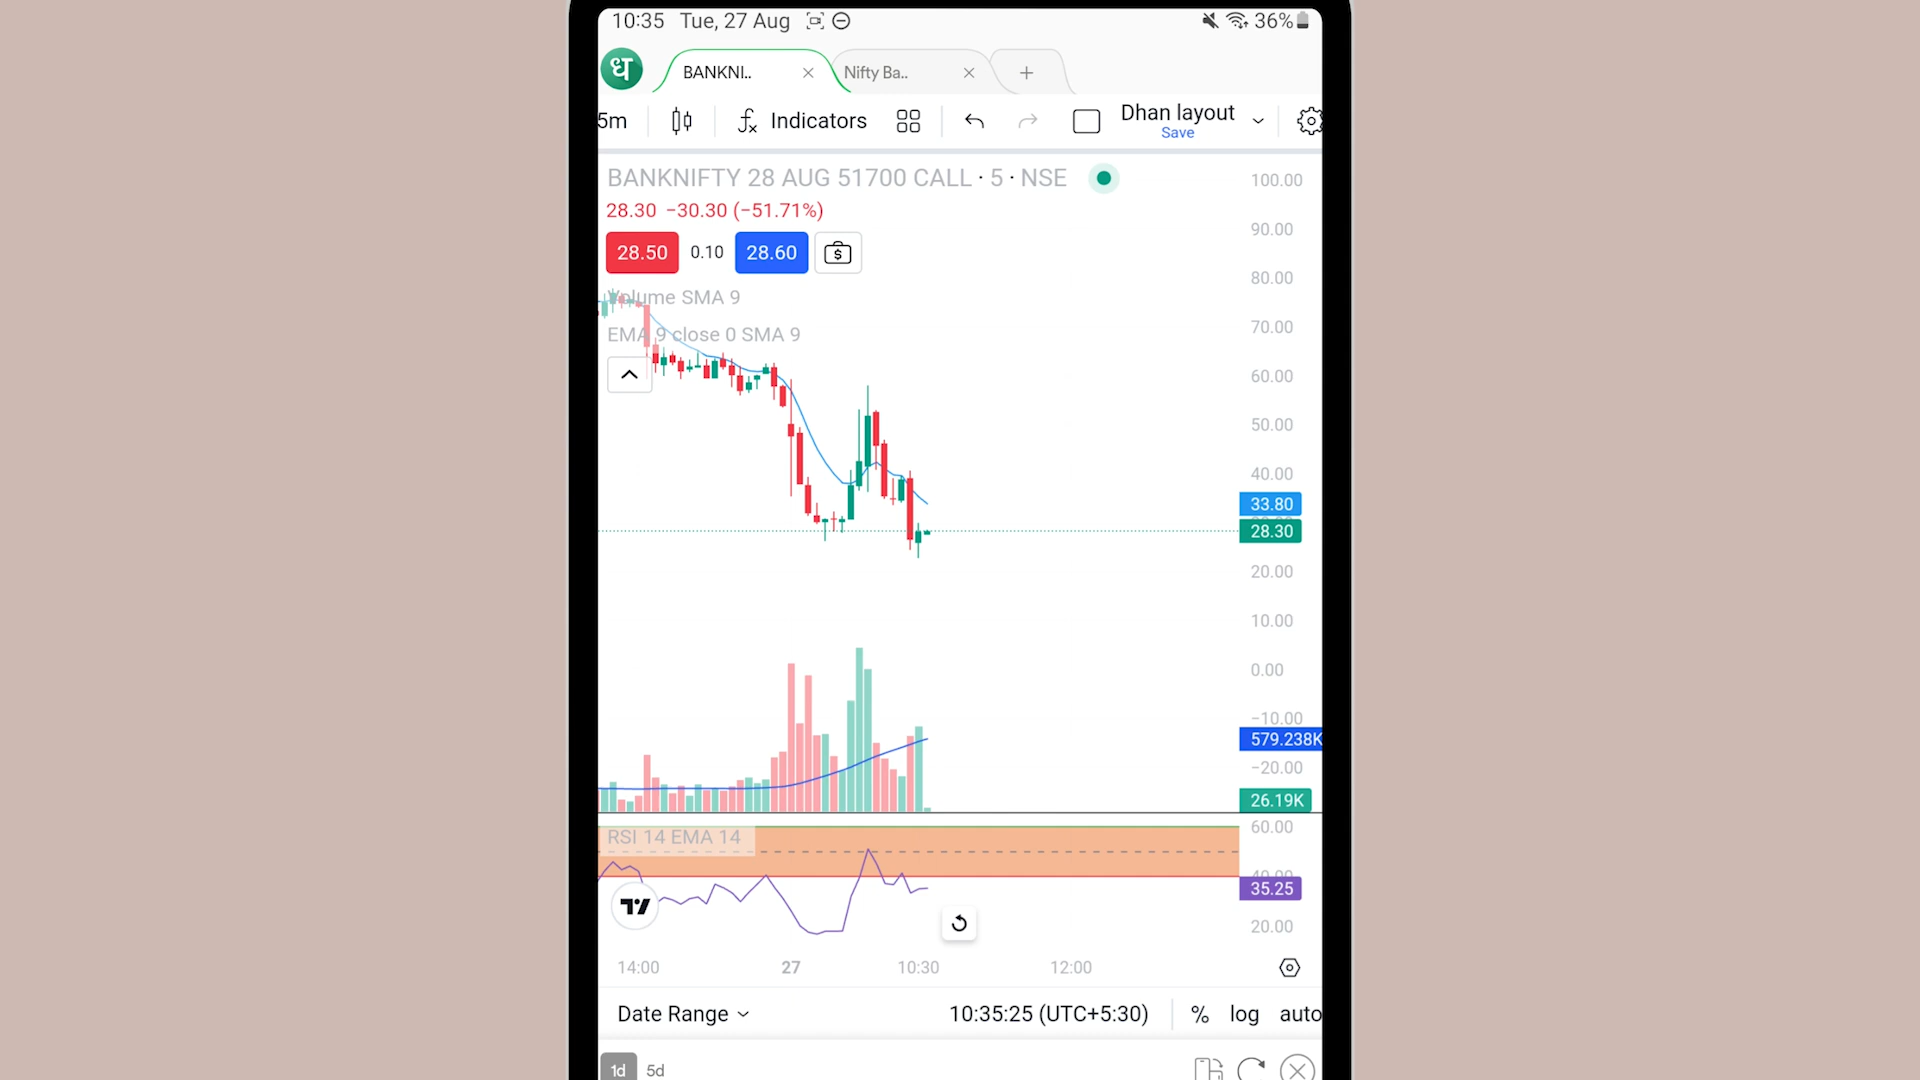 10:35 Tue, 27 Aug 36%
ध BANKNI.. Nifty Ba..
5m Indicators Dhan layout
Save
BANKNIFTY 28 AUG 51700 CALL · 5 · NSE
28.30 −30.30 (−51.71%)
28.50 0.10 28.60
Volume SMA 9
EMA 9 close 0 SMA 9
100.00
90.00
80.00
70.00
60.00
50.00
40.00
33.80
28.30
20.00
10.00
0.00
−10.00
579.238K
−20.00
26.19K
RSI 14 EMA 14
60.00
40.00
35.25
20.00
14:00 27 10:30 12:00
Date Range 10:35:25 (UTC+5:30) % log auto
1d 5d